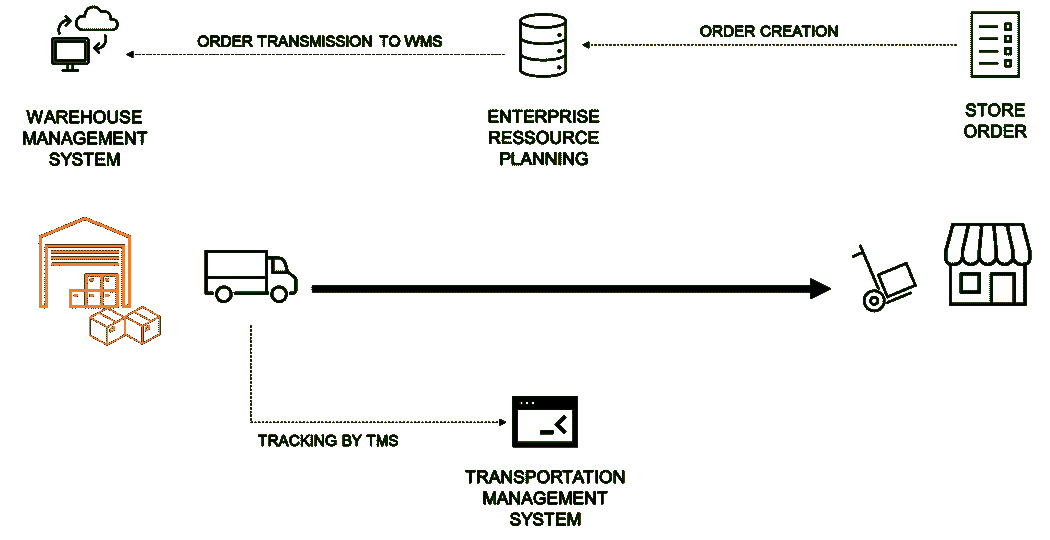 ORDER TRANSMISSION TO WMS
ORDER CREATION
WAREHOUSE
MANAGEMENT
SYSTEM
ENTERPRISE
RESSOURCE
PLANNING
STORE
ORDER
TRACKING BY TMS
TRANSPORTATION
MANAGEMENT
SYSTEM